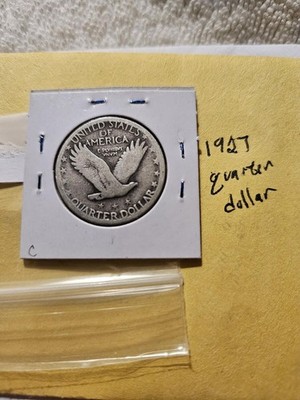 UNITED STATES
OF
AMERICA
E PLURIBUS
UNUM
QUARTER DOLLAR
C
1927
quarter
dollar